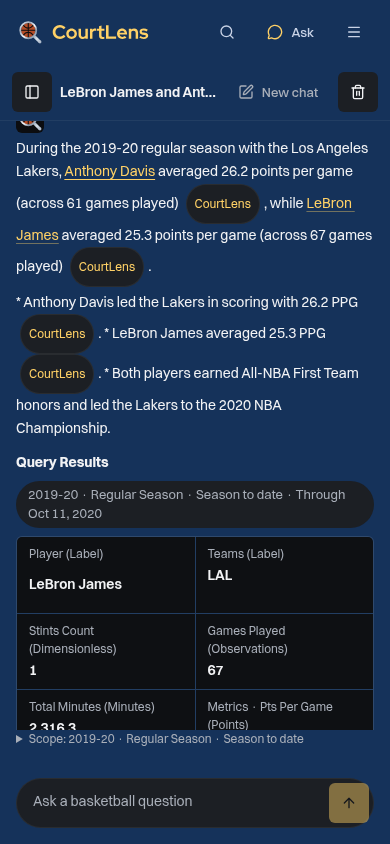 CourtLens
Ask
LeBron James and Ant...
New chat
During the 2019-20 regular season with the Los Angeles
Lakers, Anthony Davis averaged 26.2 points per game
(across 61 games played) CourtLens , while LeBron
James averaged 25.3 points per game (across 67 games
played) CourtLens .
* Anthony Davis led the Lakers in scoring with 26.2 PPG
CourtLens . * LeBron James averaged 25.3 PPG
CourtLens . * Both players earned All-NBA First Team
honors and led the Lakers to the 2020 NBA
Championship.
Query Results
2019-20 · Regular Season · Season to date · Through
Oct 11, 2020
Player (Label)
LeBron James
Teams (Label)
LAL
Stints Count
(Dimensionless)
1
Games Played
(Observations)
67
Total Minutes (Minutes)
2,316.3
Metrics · Pts Per Game
(Points)
Scope: 2019-20 · Regular Season · Season to date
Ask a basketball question